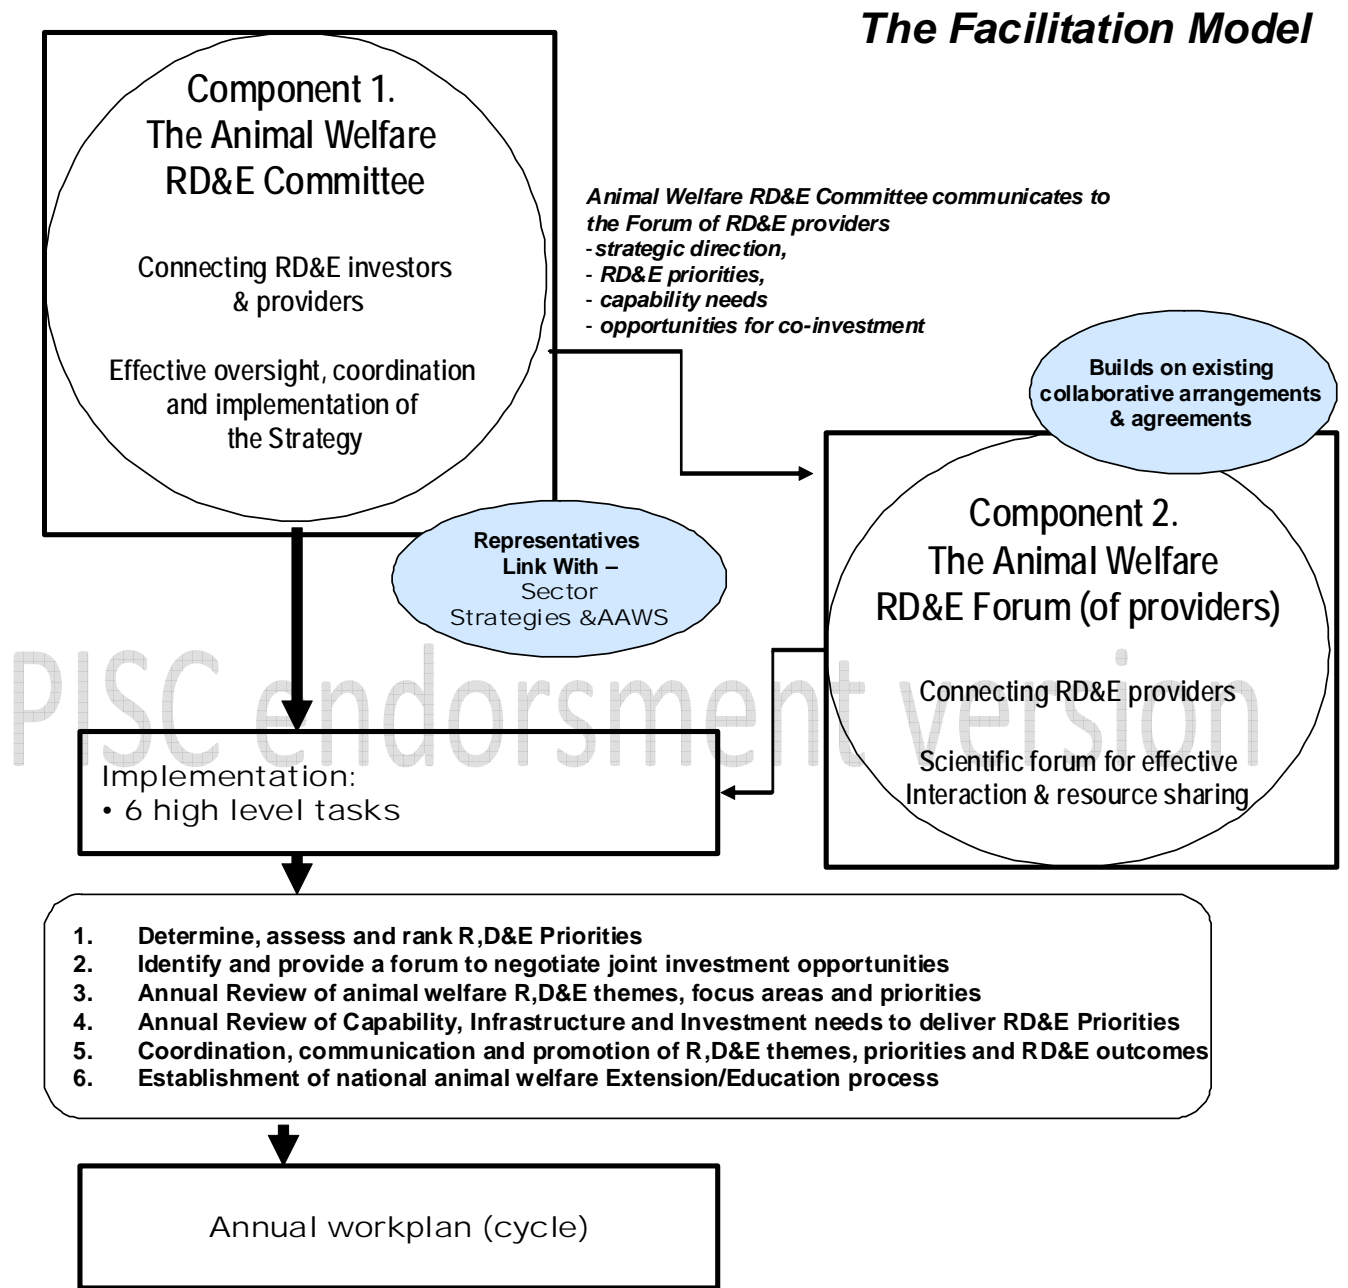 The Facilitation Model
Component 1.
The Animal Welfare
RD&E Committee
Connecting RD&E investors
& providers
Effective oversight, coordination
and implementation of
the Strategy
Animal Welfare RD&E Committee communicates to
the Forum of RD&E providers
-strategic direction,
- RD&E priorities,
- capability needs
- opportunities for co-investment
Builds on existing
collaborative arrangements
& agreements
Representatives
Link With –
Sector
Strategies &AAWS
Component 2.
The Animal Welfare
RD&E Forum (of providers)
Connecting RD&E providers
Scientific forum for effective
Interaction & resource sharing
PISC endorsment version
Implementation:
• 6 high level tasks
1. Determine, assess and rank R,D&E Priorities
2. Identify and provide a forum to negotiate joint investment opportunities
3. Annual Review of animal welfare R,D&E themes, focus areas and priorities
4. Annual Review of Capability, Infrastructure and Investment needs to deliver RD&E Priorities
5. Coordination, communication and promotion of R,D&E themes, priorities and RD&E outcomes
6. Establishment of national animal welfare Extension/Education process
Annual workplan (cycle)